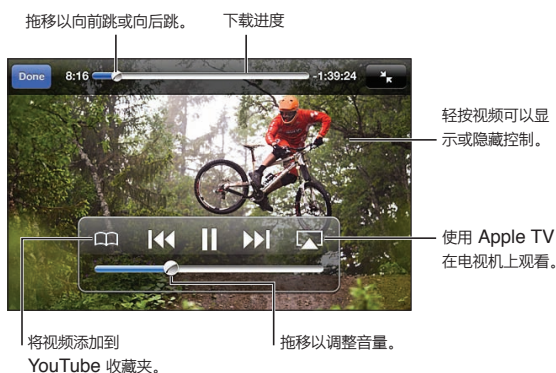 拖移以向前跳或向后跳。
下载进度
Done
8:16
-1:39:24
轻按视频可以显
示或隐藏控制。
使用 Apple TV
在电视机上观看。
将视频添加到
YouTube 收藏夹。
拖移以调整音量。